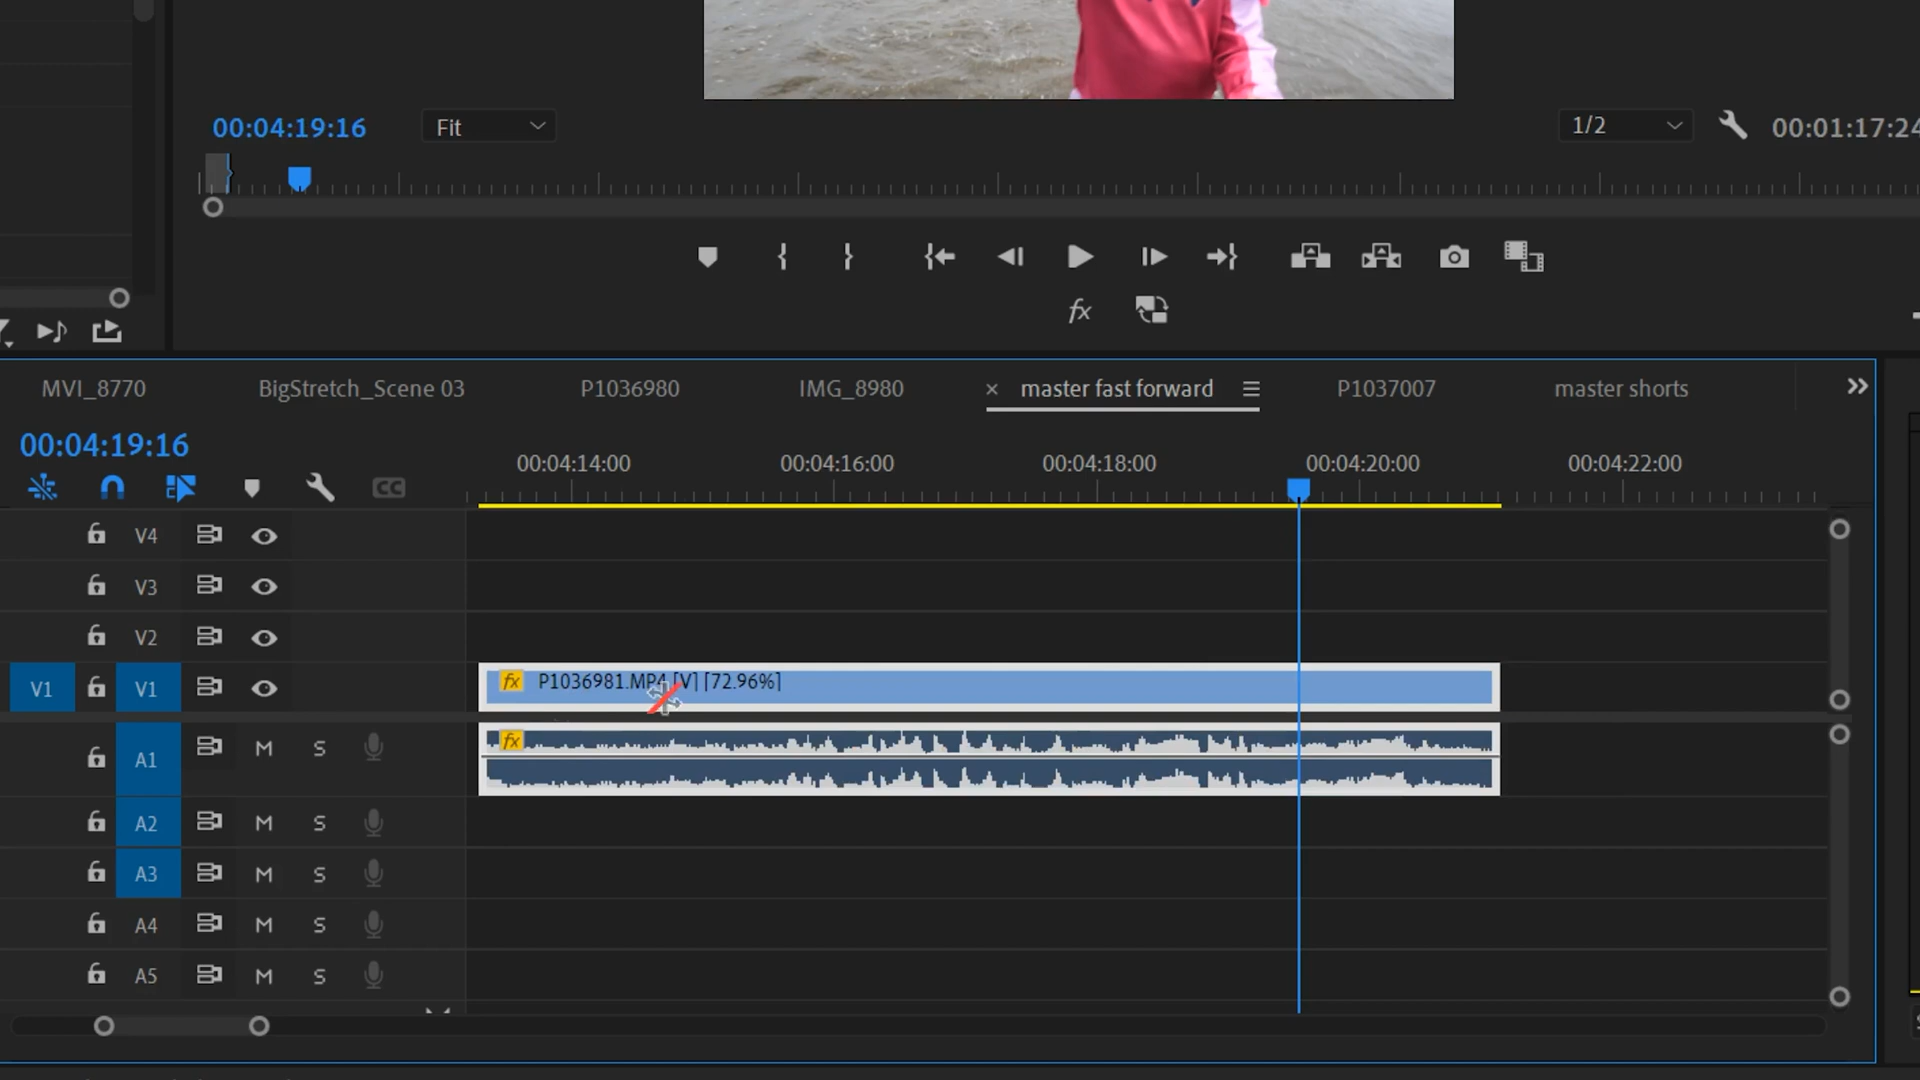 00:04:19:16
Fit
1/2
00:01:17:24
fx
MVI_8770
BigStretch_Scene 03
P1036980
IMG_8980
master fast forward
P1037007
master shorts
00:04:19:16
00:04:14:00
00:04:16:00
00:04:18:00
00:04:20:00
00:04:22:00
CC
V4
V3
V2
V1
V1
fx P1036981.MP4 [V] [72.96%]
A1
M
S
fx
A2
M
S
A3
M
S
A4
M
S
A5
M
S